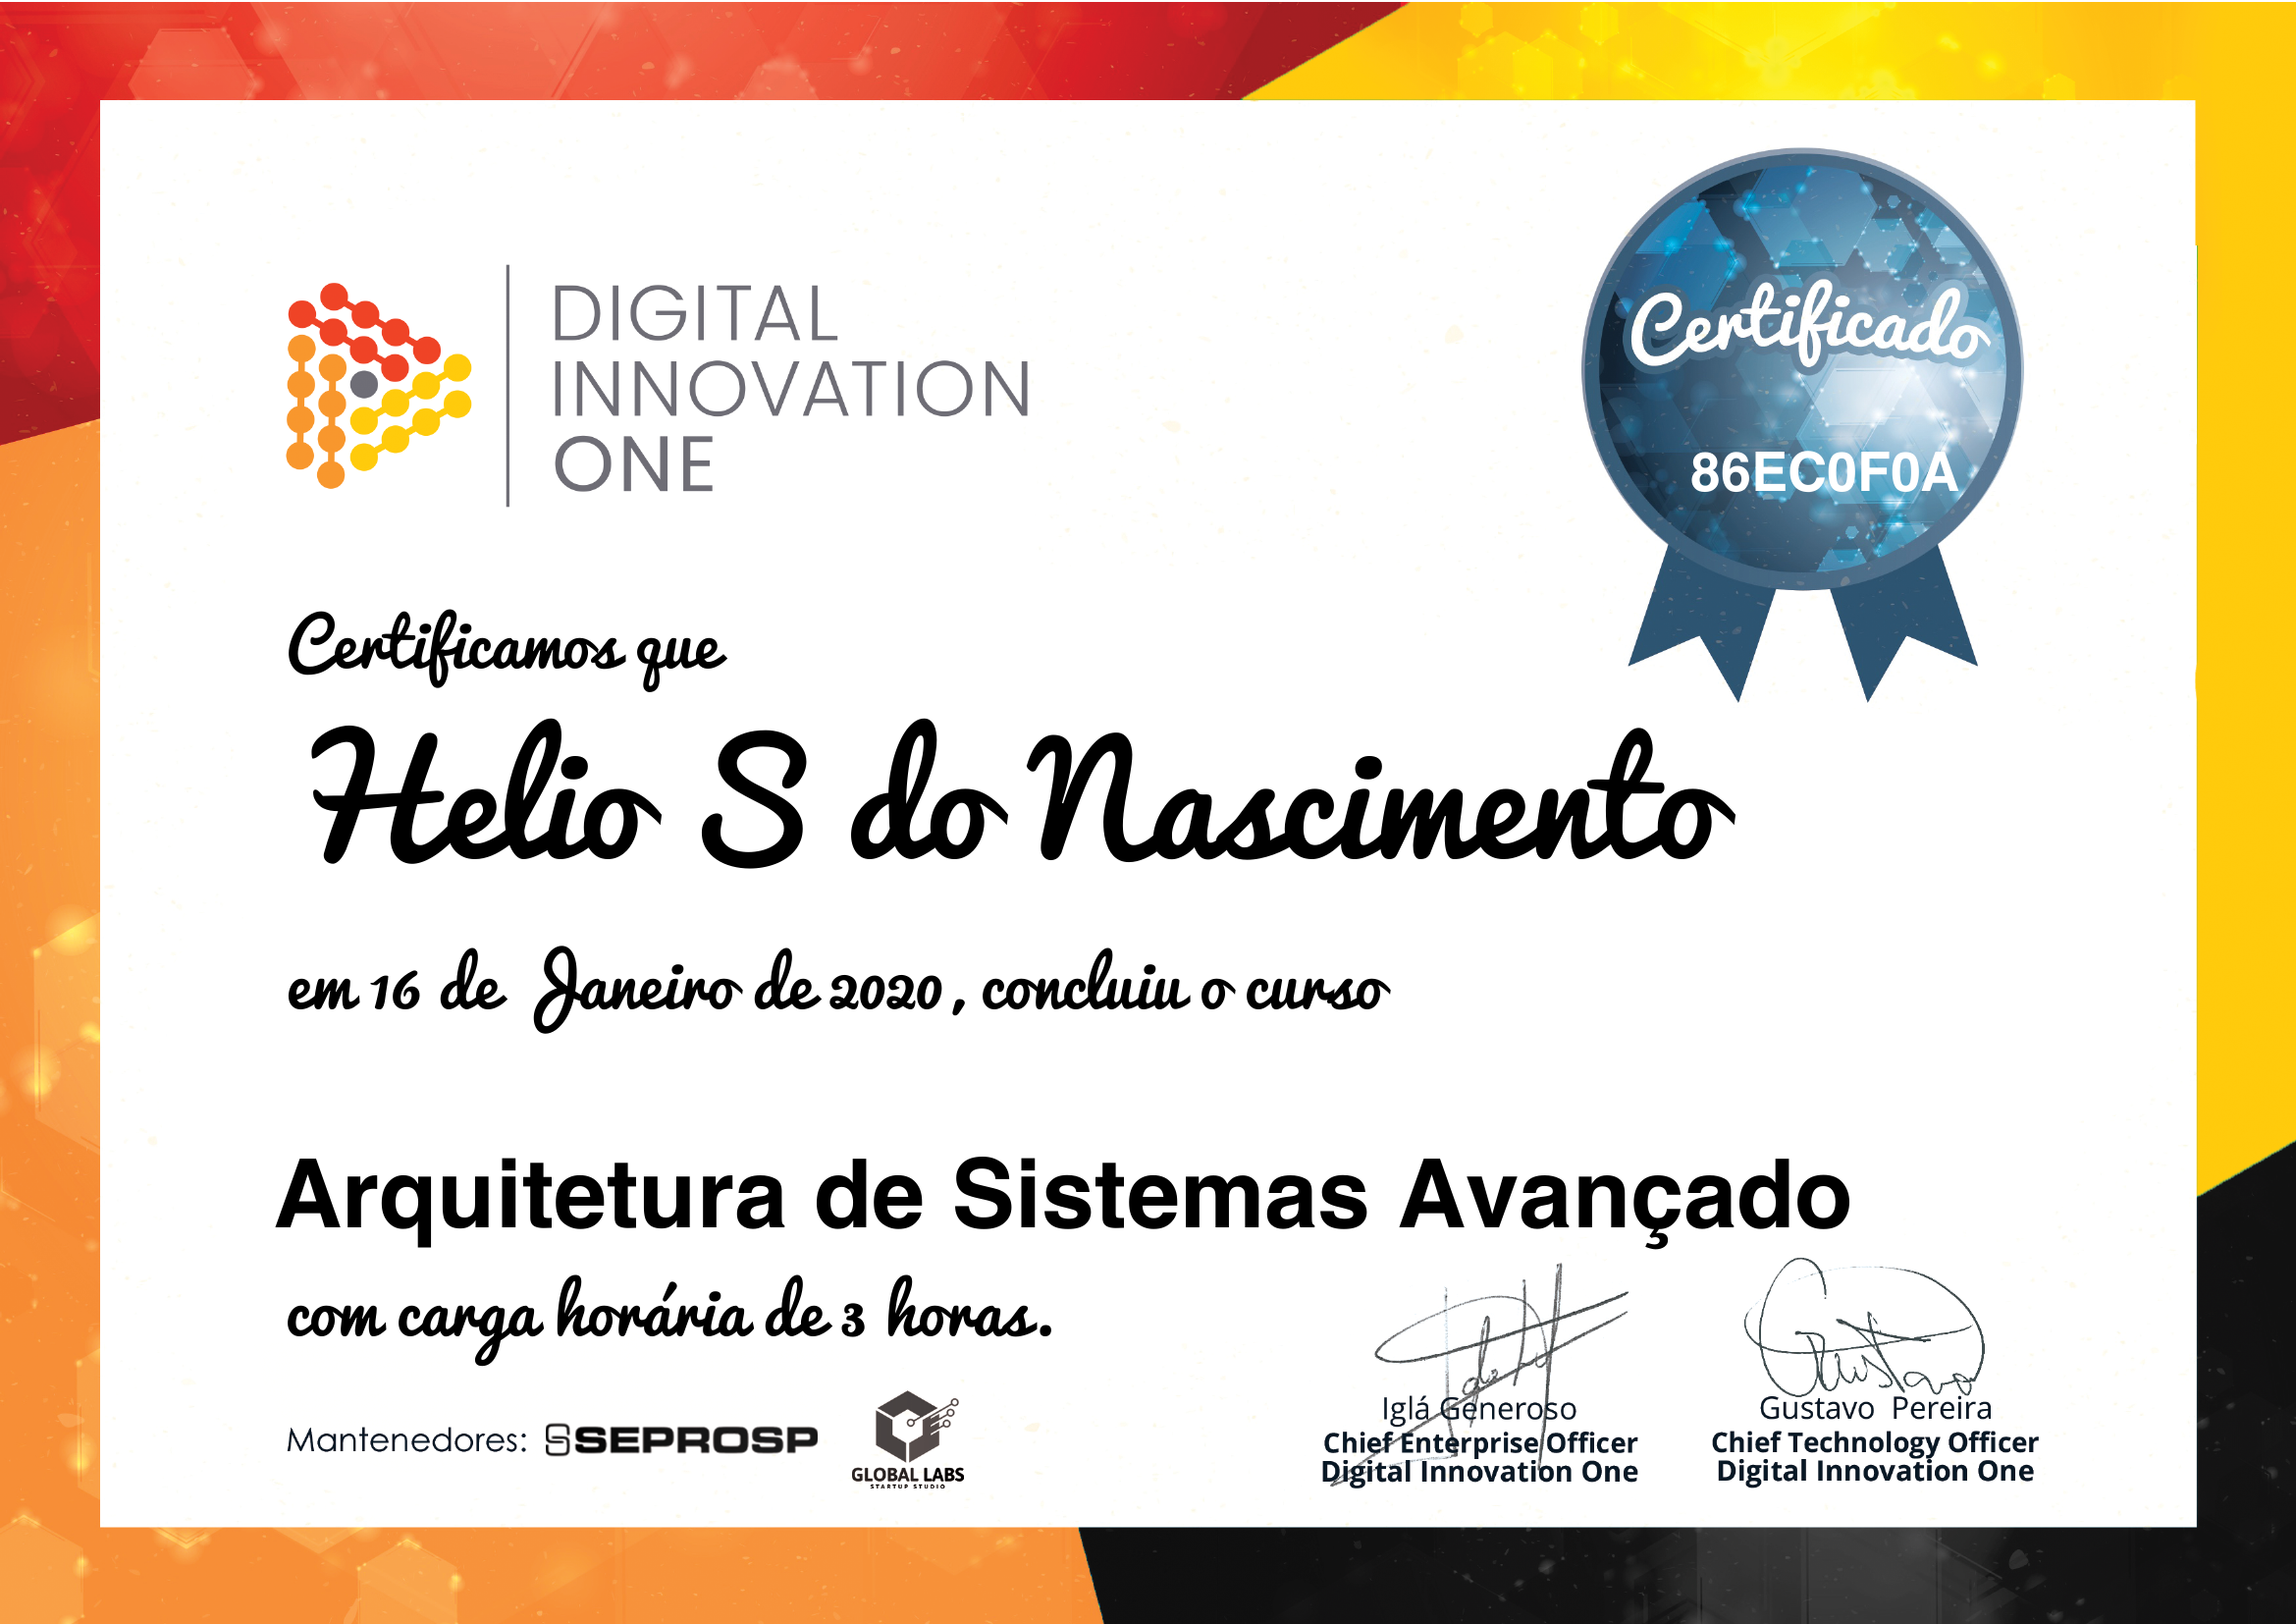 DIGITAL
INNOVATION
ONE
Certificado
86EC0F0A
Certificamos que
Helio S do Nascimento
em 16 de Janeiro de 2020, concluiu o curso
Arquitetura de Sistemas Avançado
com carga horária de 3 horas.
Mantenedores: SEPROSP
GLOBAL LABS
STARTUP STUDIO
Iglá Generoso
Chief Enterprise Officer
Digital Innovation One
Gustavo Pereira
Chief Technology Officer
Digital Innovation One